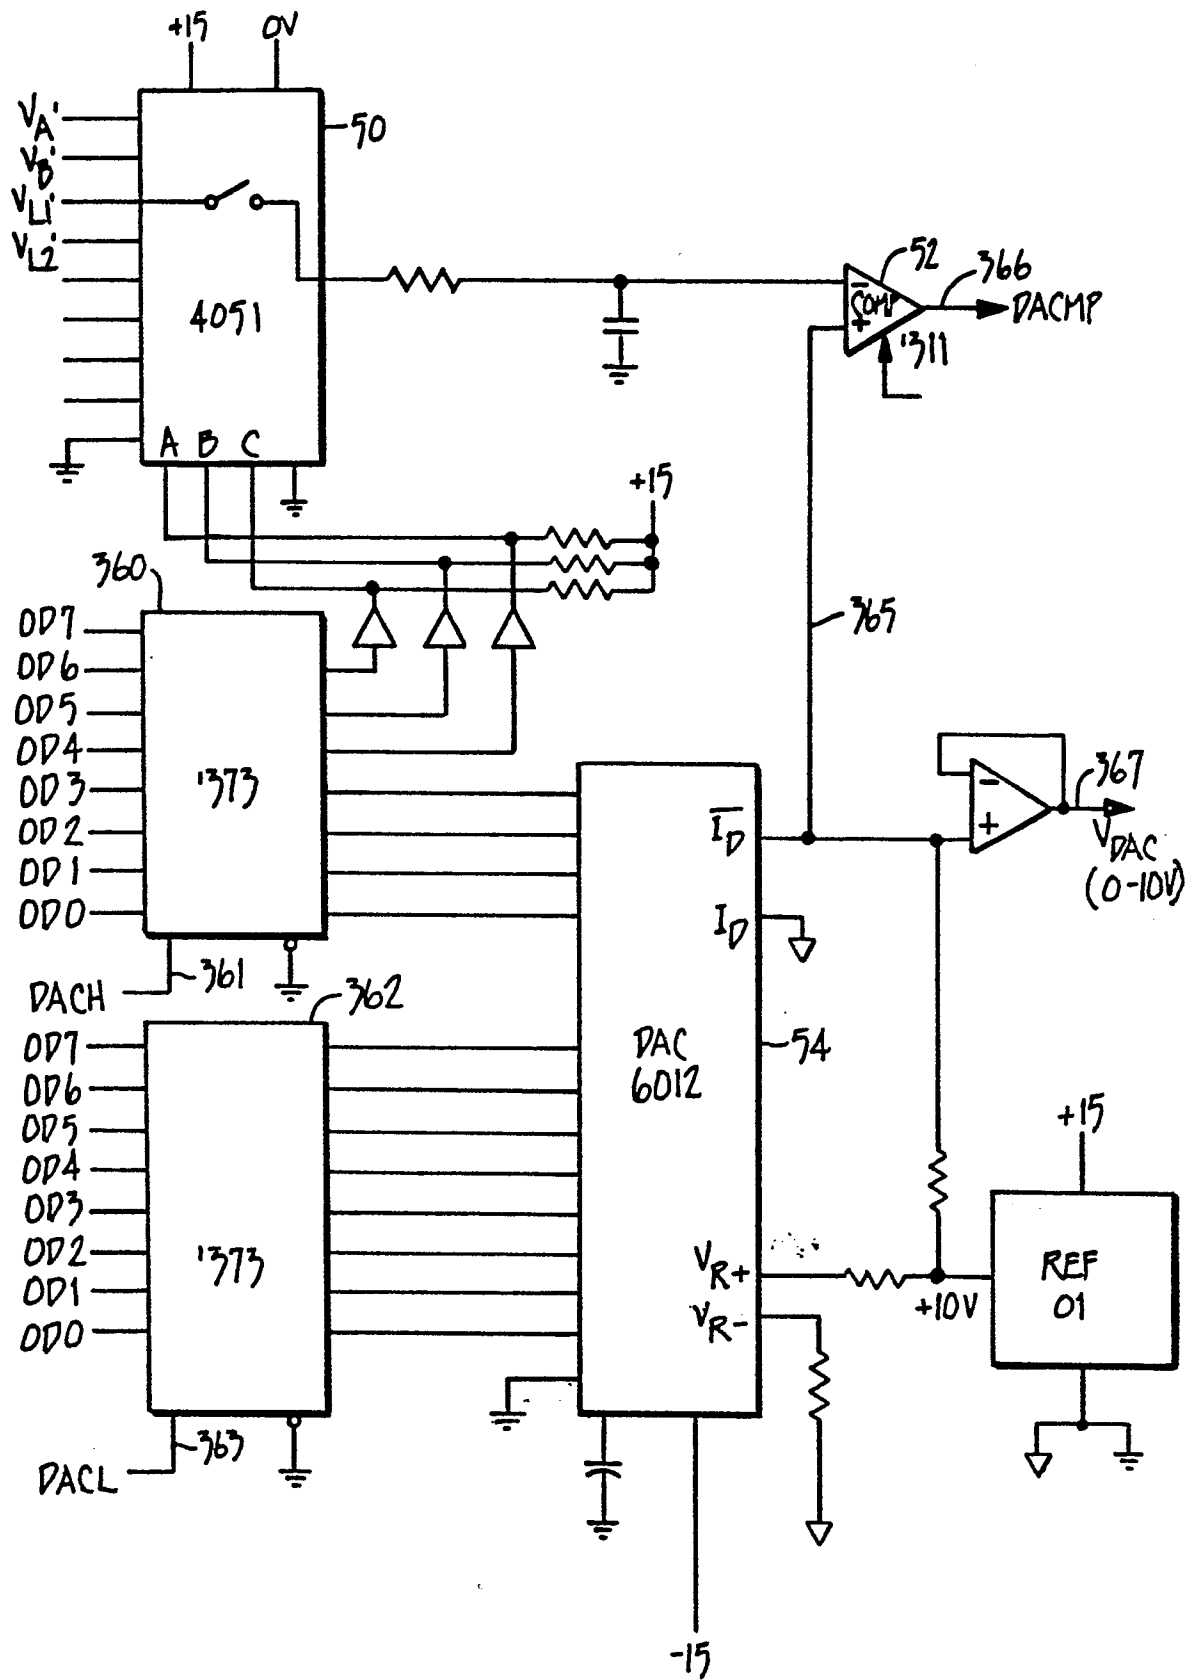 +15 0V
VA'
VB'
VL1'
VL2'
50
4051
A B C
52
366
- COMP +
DACMP
'311
+15
360
OD7
OD6
OD5
OD4
OD3
OD2
OD1
OD0
'373
365
367
- +
VDAC
(0-10V)
ID
ID
DACH
361
362
OD7
OD6
OD5
OD4
OD3
OD2
OD1
OD0
'373
DAC
6012
54
+15
VR+
VR-
+10V
REF
01
DACL
363
-15